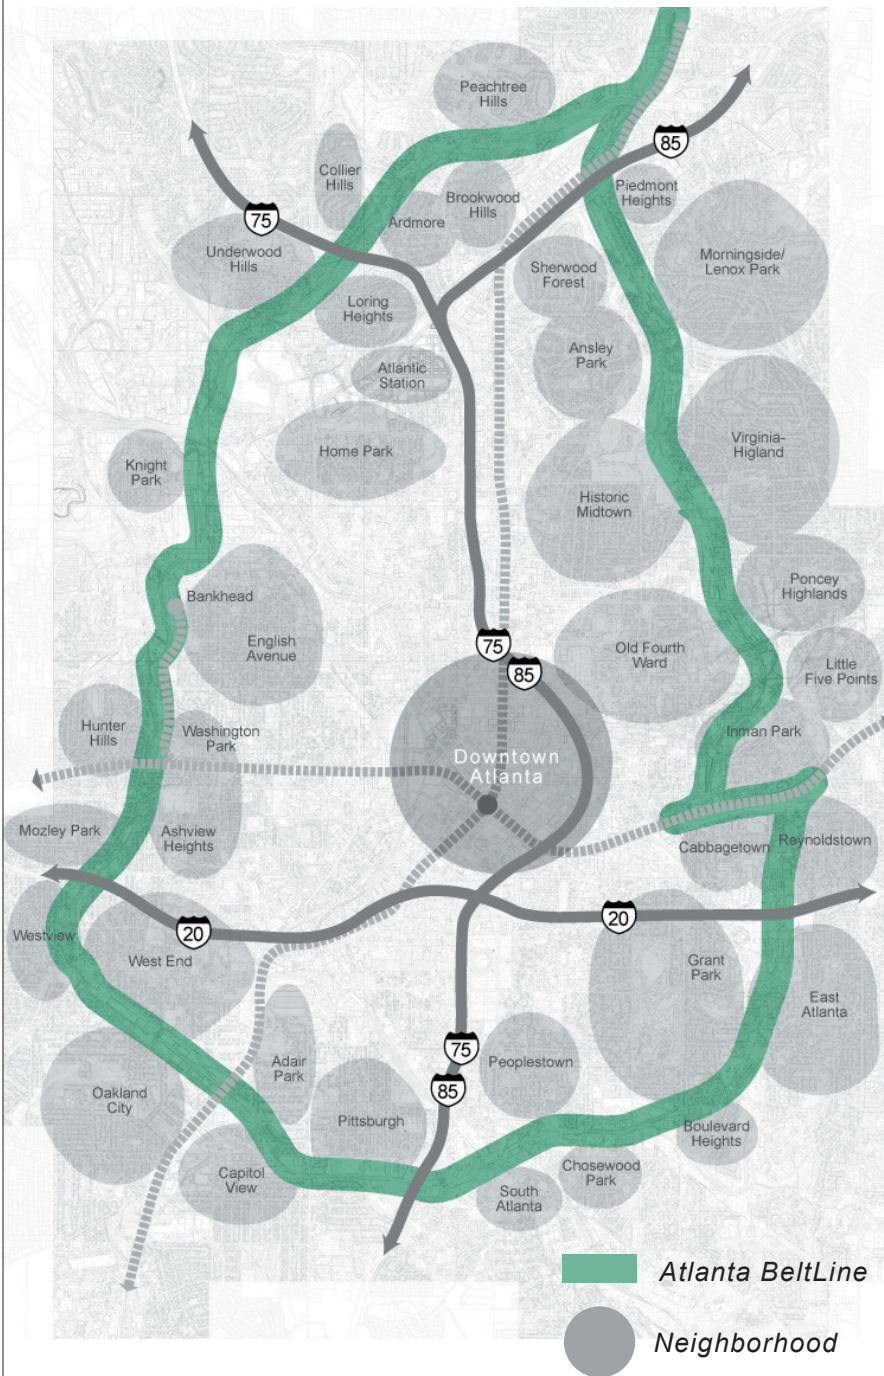 Peachtree
Hills
85
Collier
Hills
Piedmont
Heights
Brookwood
Hills
75
Ardmore
Underwood
Hills
Sherwood
Forest
Morningside/
Lenox Park
Loring
Heights
Ansley
Park
Atlantic
Station
Virginia-
Higland
Home Park
Knight
Park
Historic
Midtown
Poncey
Highlands
Bankhead
English
Avenue
75
85
Old Fourth
Ward
Little
Five Points
Hunter
Hills
Washington
Park
Inman Park
Downtown
Atlanta
Mozley Park
Ashview
Heights
Cabbagetown
Reynoldstown
20
20
Westview
West End
Grant
Park
East
Atlanta
75
85
Adair
Park
Peoplestown
Oakland
City
Pittsburgh
Boulevard
Heights
Capitol
View
Chosewood
Park
South
Atlanta
Atlanta BeltLine
Neighborhood